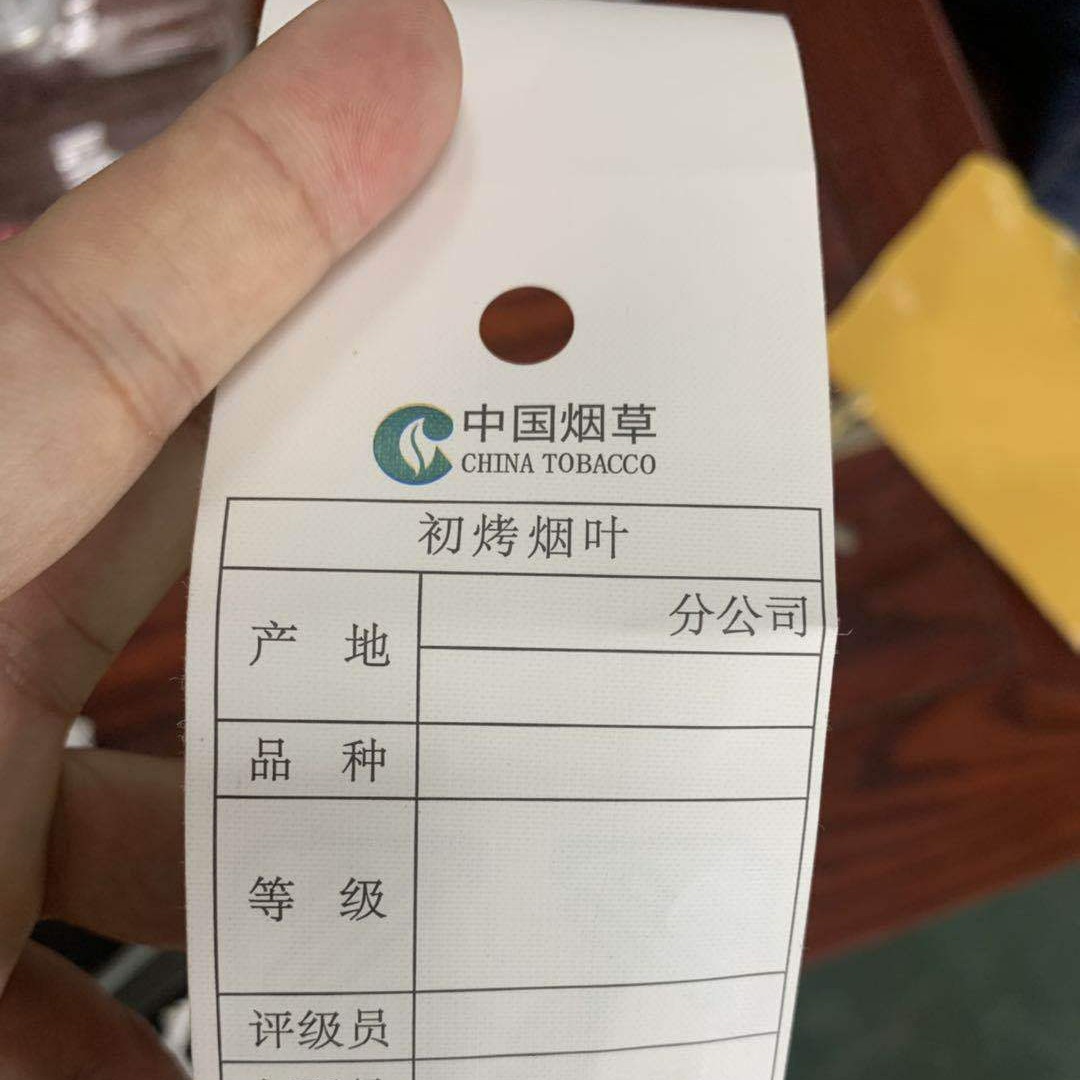 中国烟草
CHINA TOBACCO
初烤烟叶
产 地
分公司
品 种
等 级
评级员